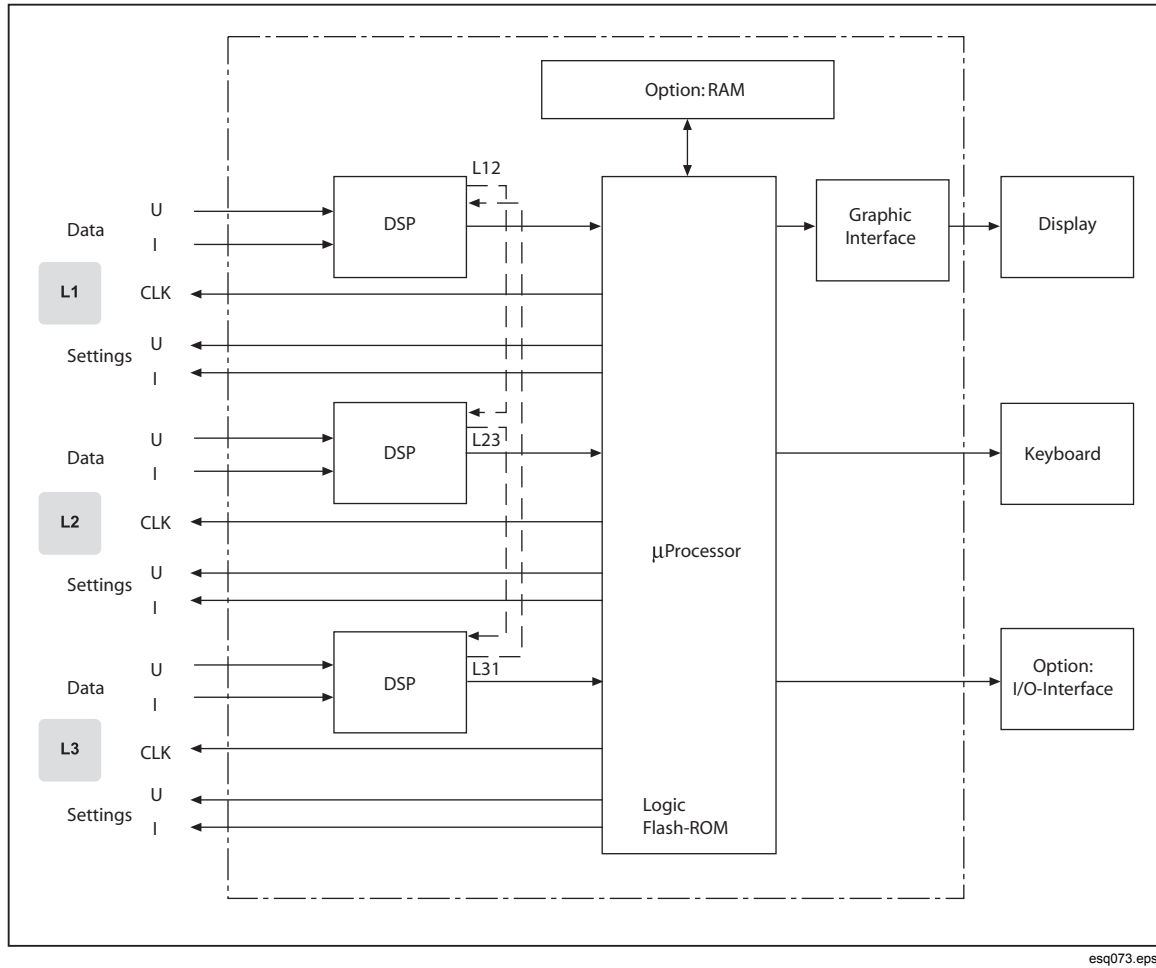 Option: RAM
L12
U
Data
DSP
Graphic
Interface
Display
I
L1
CLK
U
Settings
I
U
DSP
L23
Data
Keyboard
I
L2
CLK
µProcessor
U
Settings
I
U
DSP
L31
Data
Option:
I/O-Interface
I
L3
CLK
U
Settings
I
Logic
Flash-ROM
esq073.eps